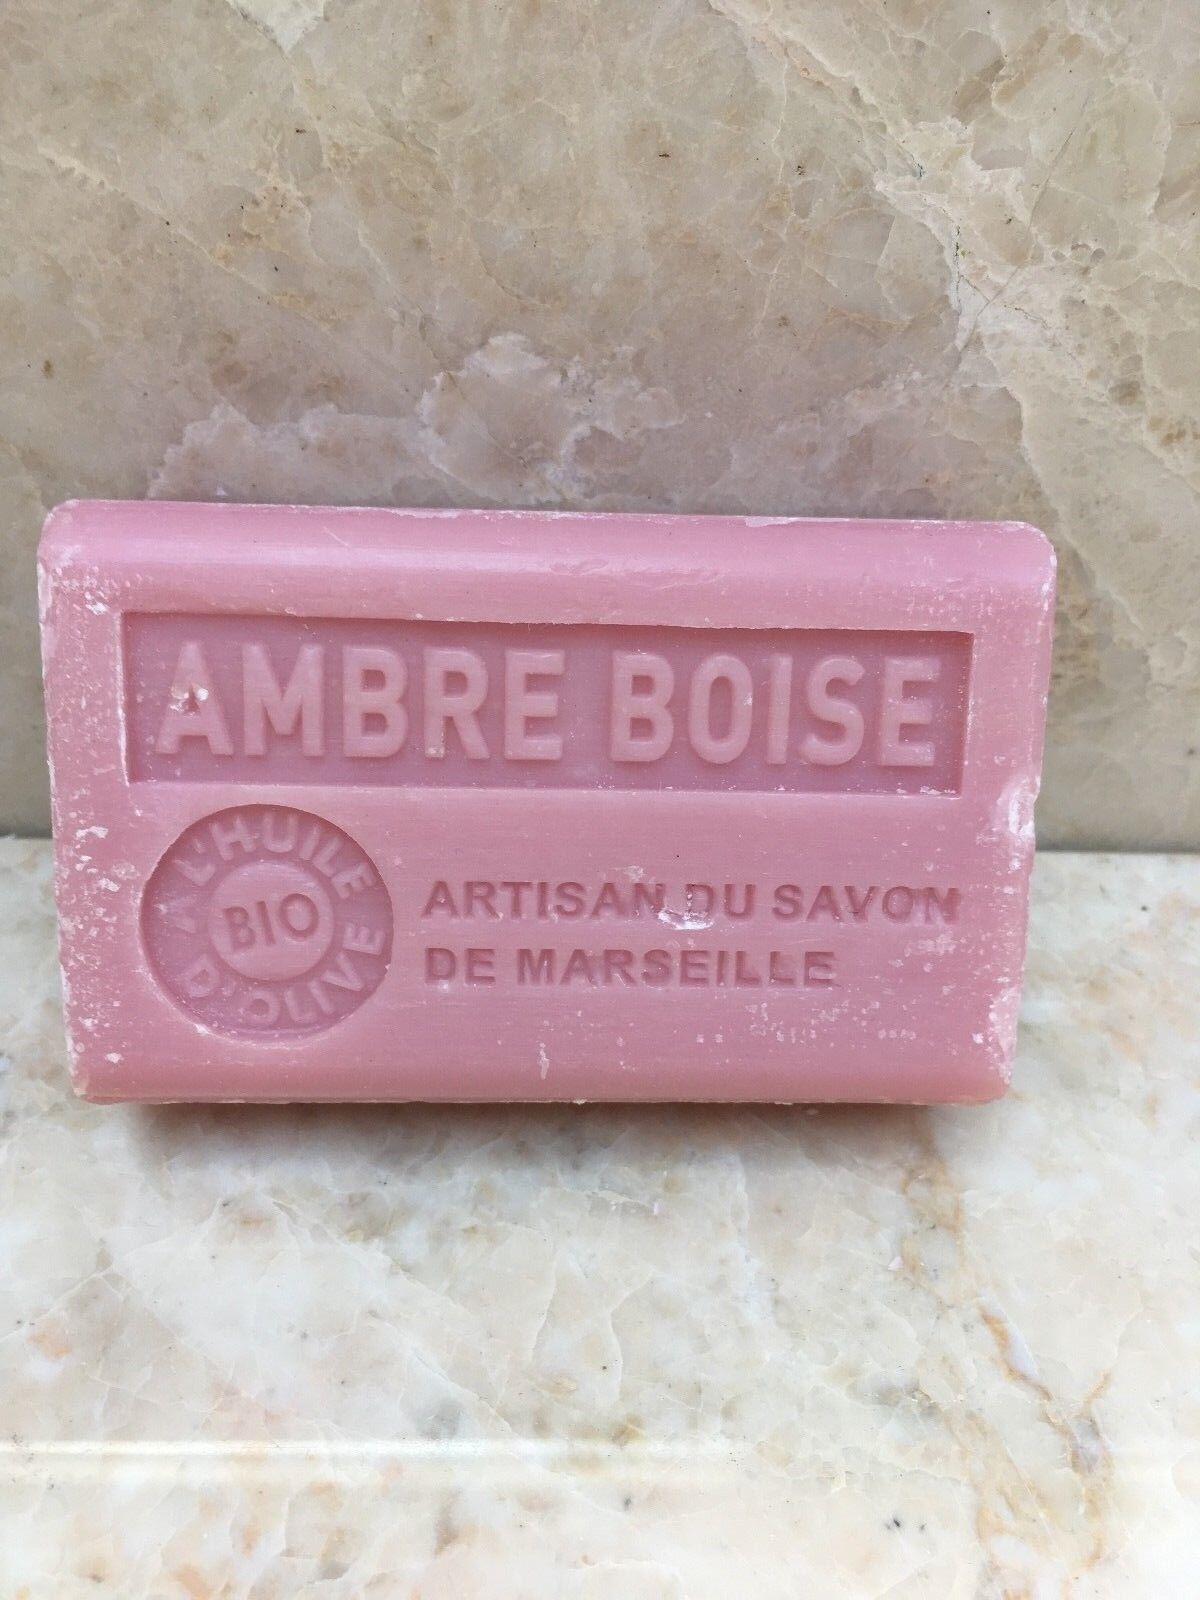 AMBRE BOISE
A L'HUILE
D'OLIVE
BIO
ARTISAN DU SAVON
DE MARSEILLE